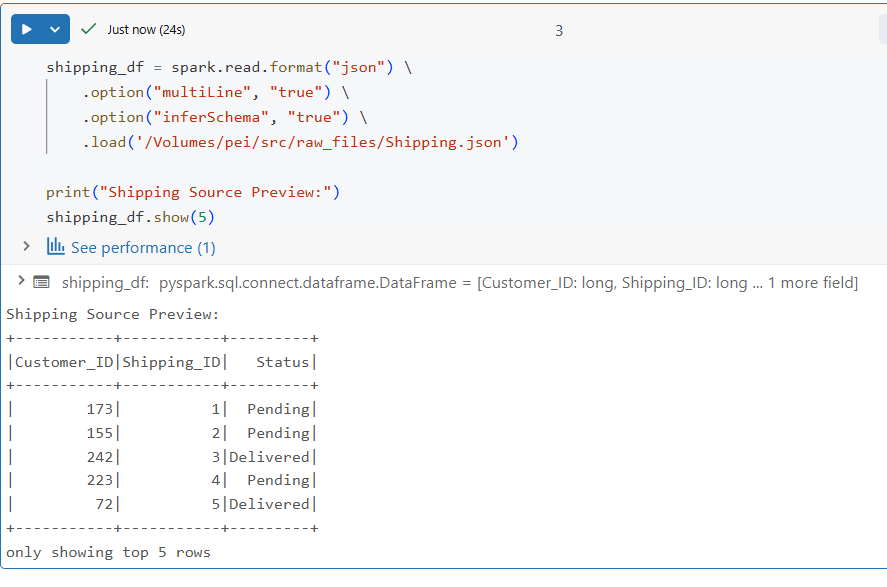 Just now (24s)
3
shipping_df = spark.read.format("json") \
.option("multiLine", "true") \
.option("inferSchema", "true") \
.load('/Volumes/pei/src/raw_files/Shipping.json')
print("Shipping Source Preview:")
shipping_df.show(5)
See performance (1)
shipping_df: pyspark.sql.connect.dataframe.DataFrame = [Customer_ID: long, Shipping_ID: long ... 1 more field]
Shipping Source Preview:
+-----------+-----------+---------+
|Customer_ID|Shipping_ID|   Status|
+-----------+-----------+---------+
|        173|          1|  Pending|
|        155|          2|  Pending|
|        242|          3|Delivered|
|        223|          4|  Pending|
|         72|          5|Delivered|
+-----------+-----------+---------+
only showing top 5 rows